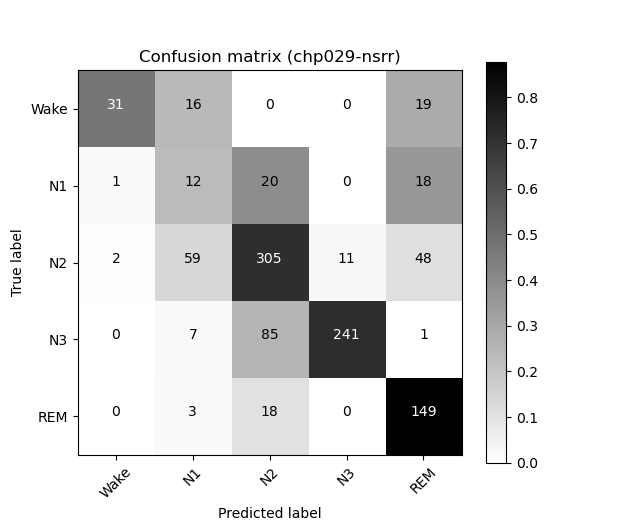 Confusion matrix (chp029-nsrr)
True label
Wake 31 16 0 0 19
N1 1 12 20 0 18
N2 2 59 305 11 48
N3 0 7 85 241 1
REM 0 3 18 0 149
Wake N1 N2 N3 REM
Predicted label
0.8
0.7
0.6
0.5
0.4
0.3
0.2
0.1
0.0